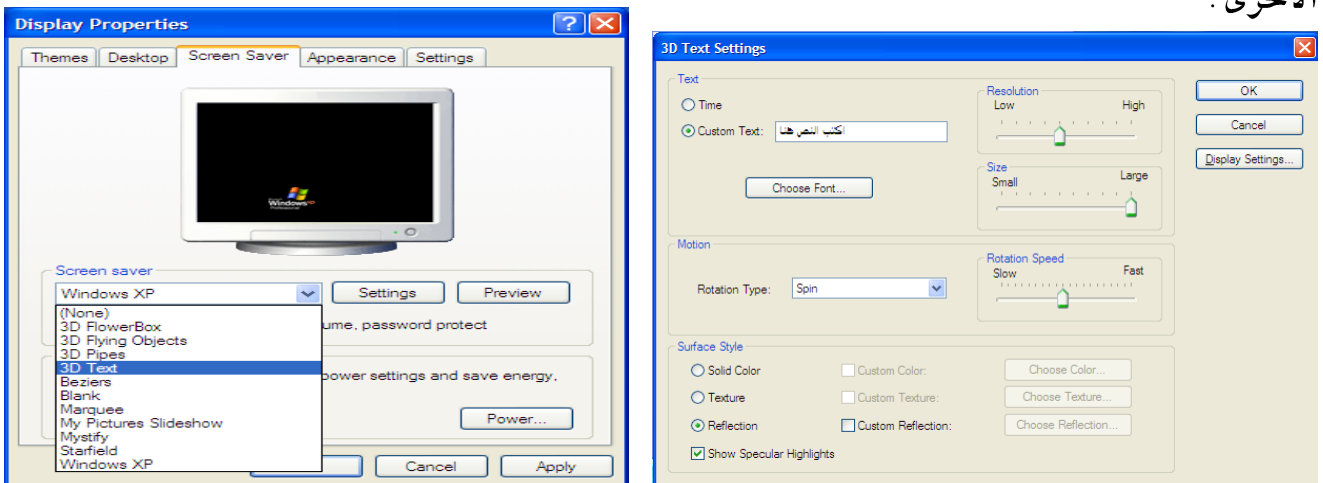 الأخرى .
Display Properties
Themes Desktop Screen Saver Appearance Settings
Windows
Screen saver
Windows XP Settings Preview
(None)
3D FlowerBox
3D Flying Objects
3D Pipes
3D Text
Beziers
Blank
Marquee
My Pictures Slideshow
Mystify
Starfield
Windows XP
password protect
power settings and save energy.
Power...
Cancel Apply
3D Text Settings
Text
Time
Custom Text: اكتب النص هنا
Choose Font...
Resolution
Low High
Size
Small Large
OK
Cancel
Display Settings...
Motion
Rotation Type: Spin
Rotation Speed
Slow Fast
Surface Style
Solid Color Custom Color: Choose Color...
Texture Custom Texture: Choose Texture...
Reflection Custom Reflection: Choose Reflection...
Show Specular Highlights